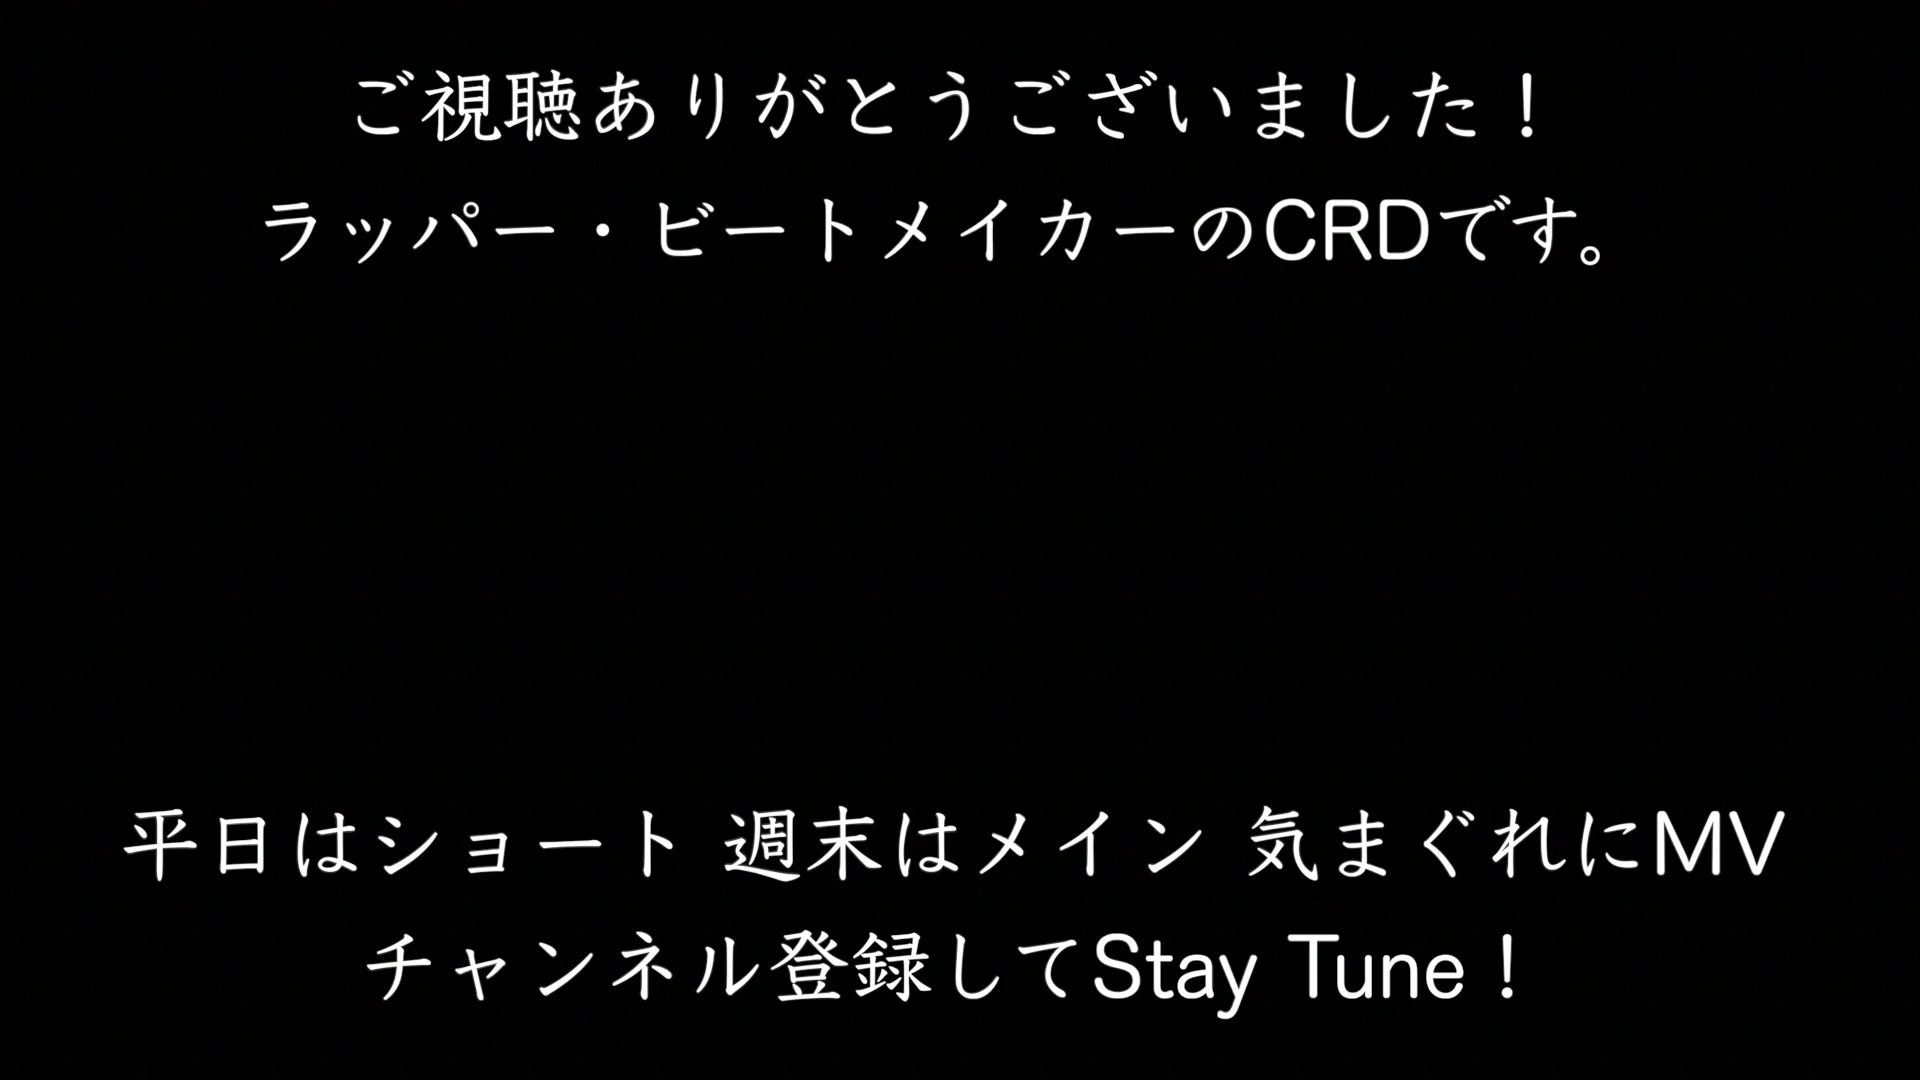 ご視聴ありがとうございました！
ラッパー・ビートメイカーのCRDです。
平日はショート 週末はメイン 気まぐれにMV
チャンネル登録してStay Tune！